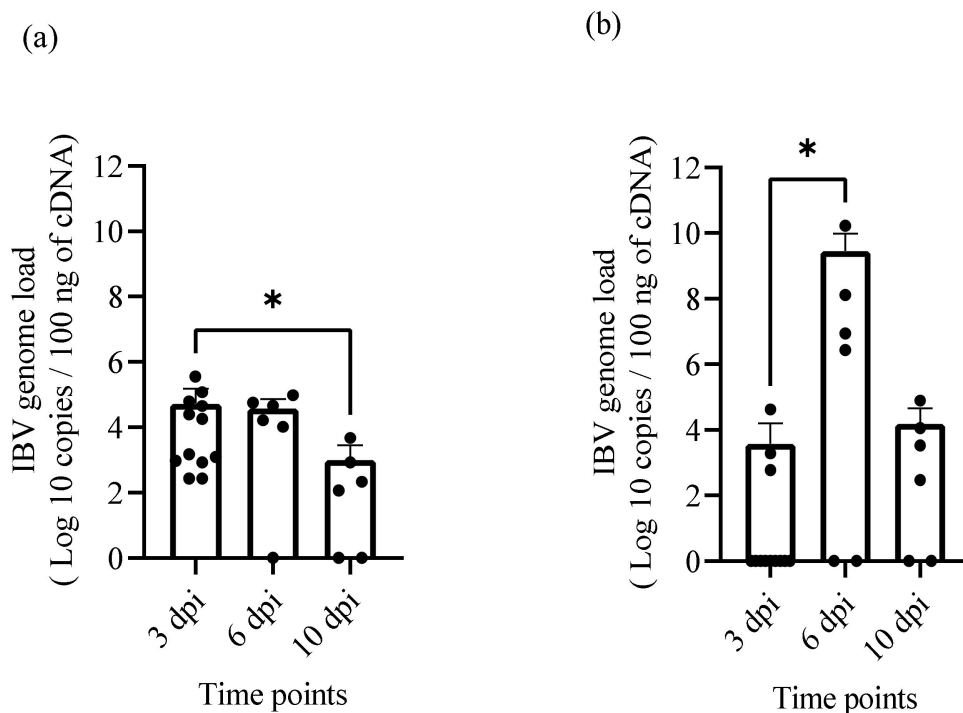 (a)
IBV genome load
( Log 10 copies / 100 ng of cDNA)
12
10
8
6
4
2
0
*
3 dpi
6 dpi
10 dpi
Time points
(b)
IBV genome load
( Log 10 copies / 100 ng of cDNA)
12
10
8
6
4
2
0
*
3 dpi
6 dpi
10 dpi
Time points